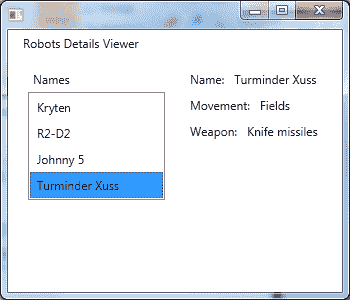 Robots Details Viewer
Names
Kryten
R2-D2
Johnny 5
Turminder Xuss
Name: Turminder Xuss
Movement: Fields
Weapon: Knife missiles